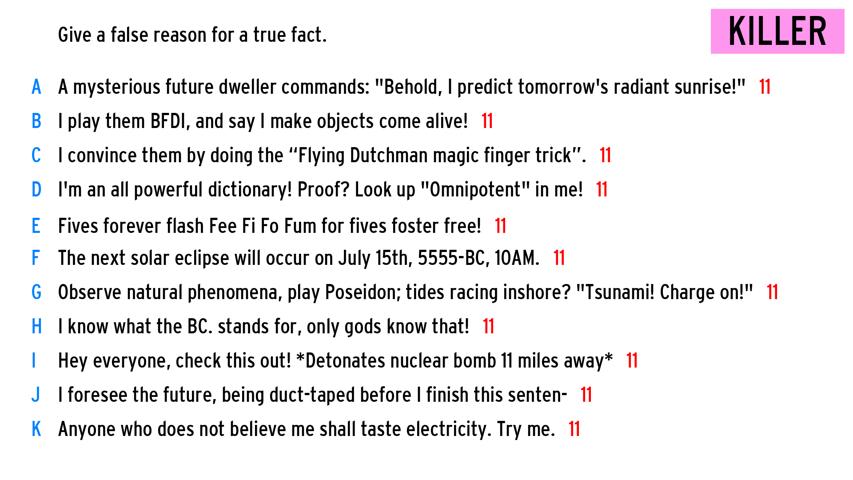 Give a false reason for a true fact.
KILLER
A A mysterious future dweller commands: "Behold, I predict tomorrow's radiant sunrise!" 11
B I play them BFDI, and say I make objects come alive! 11
C I convince them by doing the “Flying Dutchman magic finger trick”. 11
D I'm an all powerful dictionary! Proof? Look up "Omnipotent" in me! 11
E Fives forever flash Fee Fi Fo Fum for fives foster free! 11
F The next solar eclipse will occur on July 15th, 5555-BC, 10AM. 11
G Observe natural phenomena, play Poseidon; tides racing inshore? "Tsunami! Charge on!" 11
H I know what the BC. stands for, only gods know that! 11
I Hey everyone, check this out! *Detonates nuclear bomb 11 miles away* 11
J I foresee the future, being duct-taped before I finish this senten- 11
K Anyone who does not believe me shall taste electricity. Try me. 11